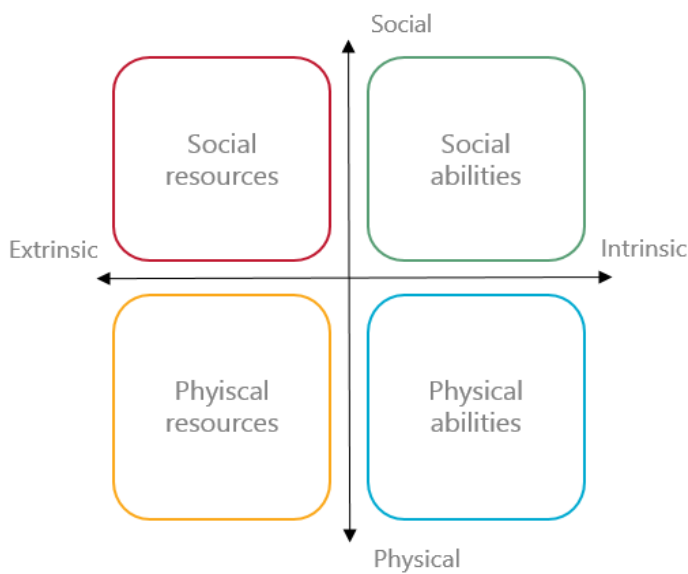 Social
Social
resources
Social
abilities
Extrinsic
Intrinsic
Phyiscal
resources
Physical
abilities
Physical